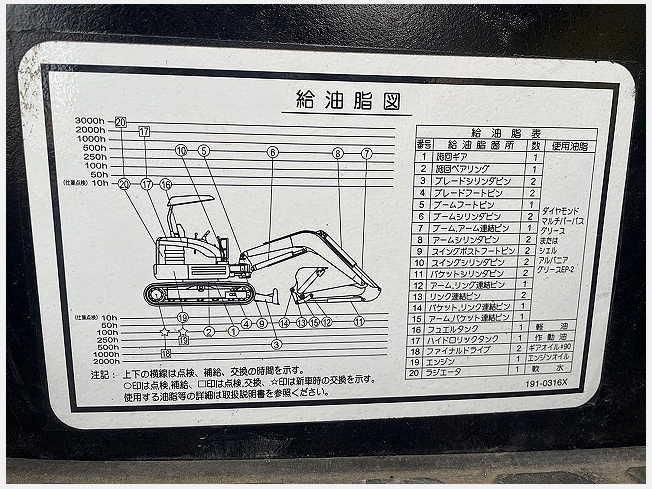 給油脂図
3000h 20
2000h 17
1000h
500h 10 5 6 8 7
250h
100h
50h
(仕業点検) 10h
20 17 16
(仕業点検) 10h 19
50h 2 1 4 9 14 13 15 12 11
100h ☆ ☆
250h 19
500h 18 3
1000h
2000h
注記: 上下の横線は点検、補給、交換の時間を示す。
○印は点検,補給、□印は点検,交換、☆印は新車時の交換を示す。
使用する油脂等の詳細は取扱説明書を参照ください。
給油脂表
番号 給油脂箇所 数 使用油脂
1 旋回ギア 1
2 旋回ベアリング 1
3 ブレードシリンダピン 2
4 ブレードフートピン 2
5 ブームフートピン 1
6 ブームシリンダピン 2
7 ブーム,アーム連結ピン 1
8 アームシリンダピン 2
9 スイングポストフートピン 2
10 スイングシリンダピン 2
11 バケットシリンダピン 2
12 アーム,リンク連結ピン 1
13 リンク連結ピン 2
14 バケット,リンク連結ピン 1
15 アーム,バケット連結ピン 1
ダイヤモンド
マルチパーパス
グリース
または
シェル
アルバニア
グリースEP-2
16 フュエルタンク 1 軽油
17 ハイドロリックタンク 1 作動油
18 ファイナルドライブ 2 ギアオイル#90
19 エンジン 1 エンジンオイル
20 ラジエータ 1 軟水
191-0316X